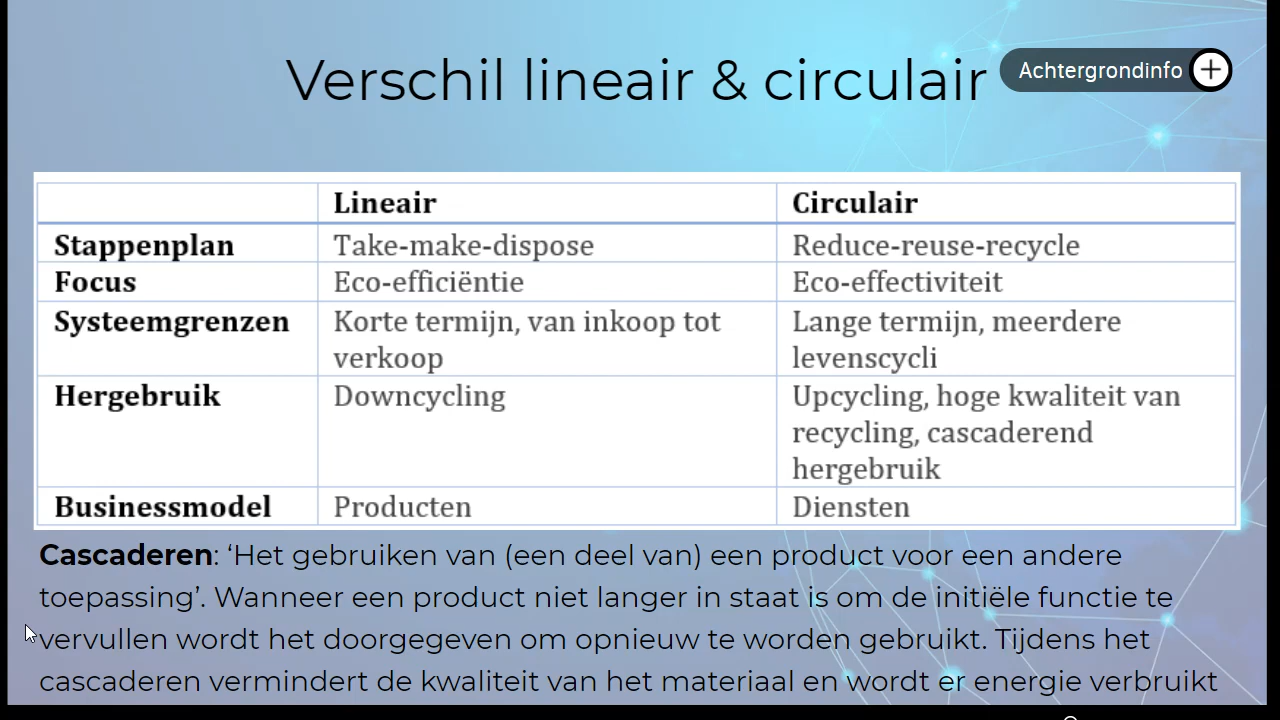 Verschil lineair & circulair
Achtergrondinfo
Lineair Circulair
Stappenplan Take-make-dispose Reduce-reuse-recycle
Focus Eco-efficiëntie Eco-effectiviteit
Systeemgrenzen Korte termijn, van inkoop tot Lange termijn, meerdere
verkoop levenscycli
Hergebruik Downcycling Upcycling, hoge kwaliteit van
recycling, cascaderend
hergebruik
Businessmodel Producten Diensten
Cascaderen: ‘Het gebruiken van (een deel van) een product voor een andere
toepassing’. Wanneer een product niet langer in staat is om de initiële functie te
vervullen wordt het doorgegeven om opnieuw te worden gebruikt. Tijdens het
cascaderen vermindert de kwaliteit van het materiaal en wordt er energie verbruikt